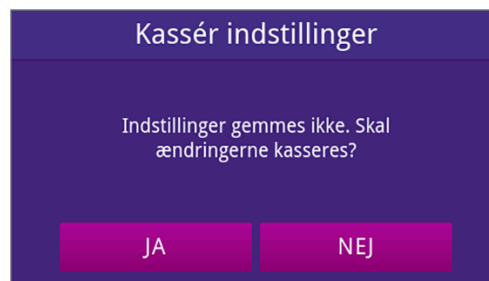 Kassér indstillinger
Indstillinger gemmes ikke. Skal
ændringerne kasseres?
JA
NEJ